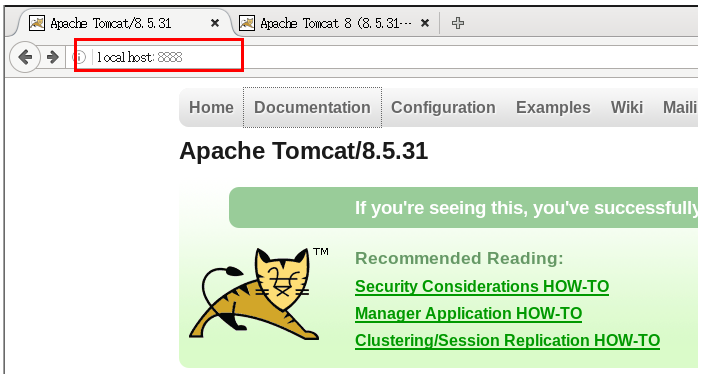 Apache Tomcat/8.5.31
Apache Tomcat 8 (8.5.31...
localhost:8888
Home Documentation Configuration Examples Wiki Maili
Apache Tomcat/8.5.31
If you're seeing this, you've successfully
TM
Recommended Reading:
Security Considerations HOW-TO
Manager Application HOW-TO
Clustering/Session Replication HOW-TO